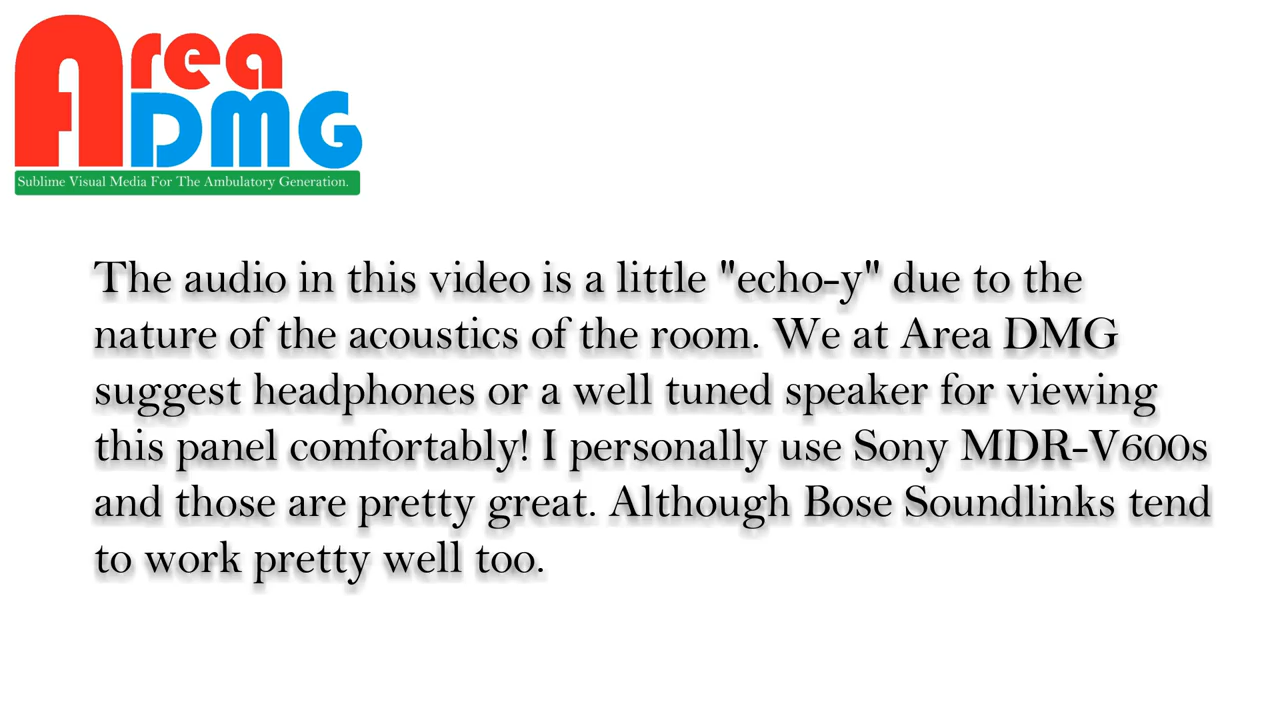 Area
DMG
Sublime Visual Media For The Ambulatory Generation.
The audio in this video is a little "echo-y" due to the
nature of the acoustics of the room. We at Area DMG
suggest headphones or a well tuned speaker for viewing
this panel comfortably! I personally use Sony MDR-V600s
and those are pretty great. Although Bose Soundlinks tend
to work pretty well too.